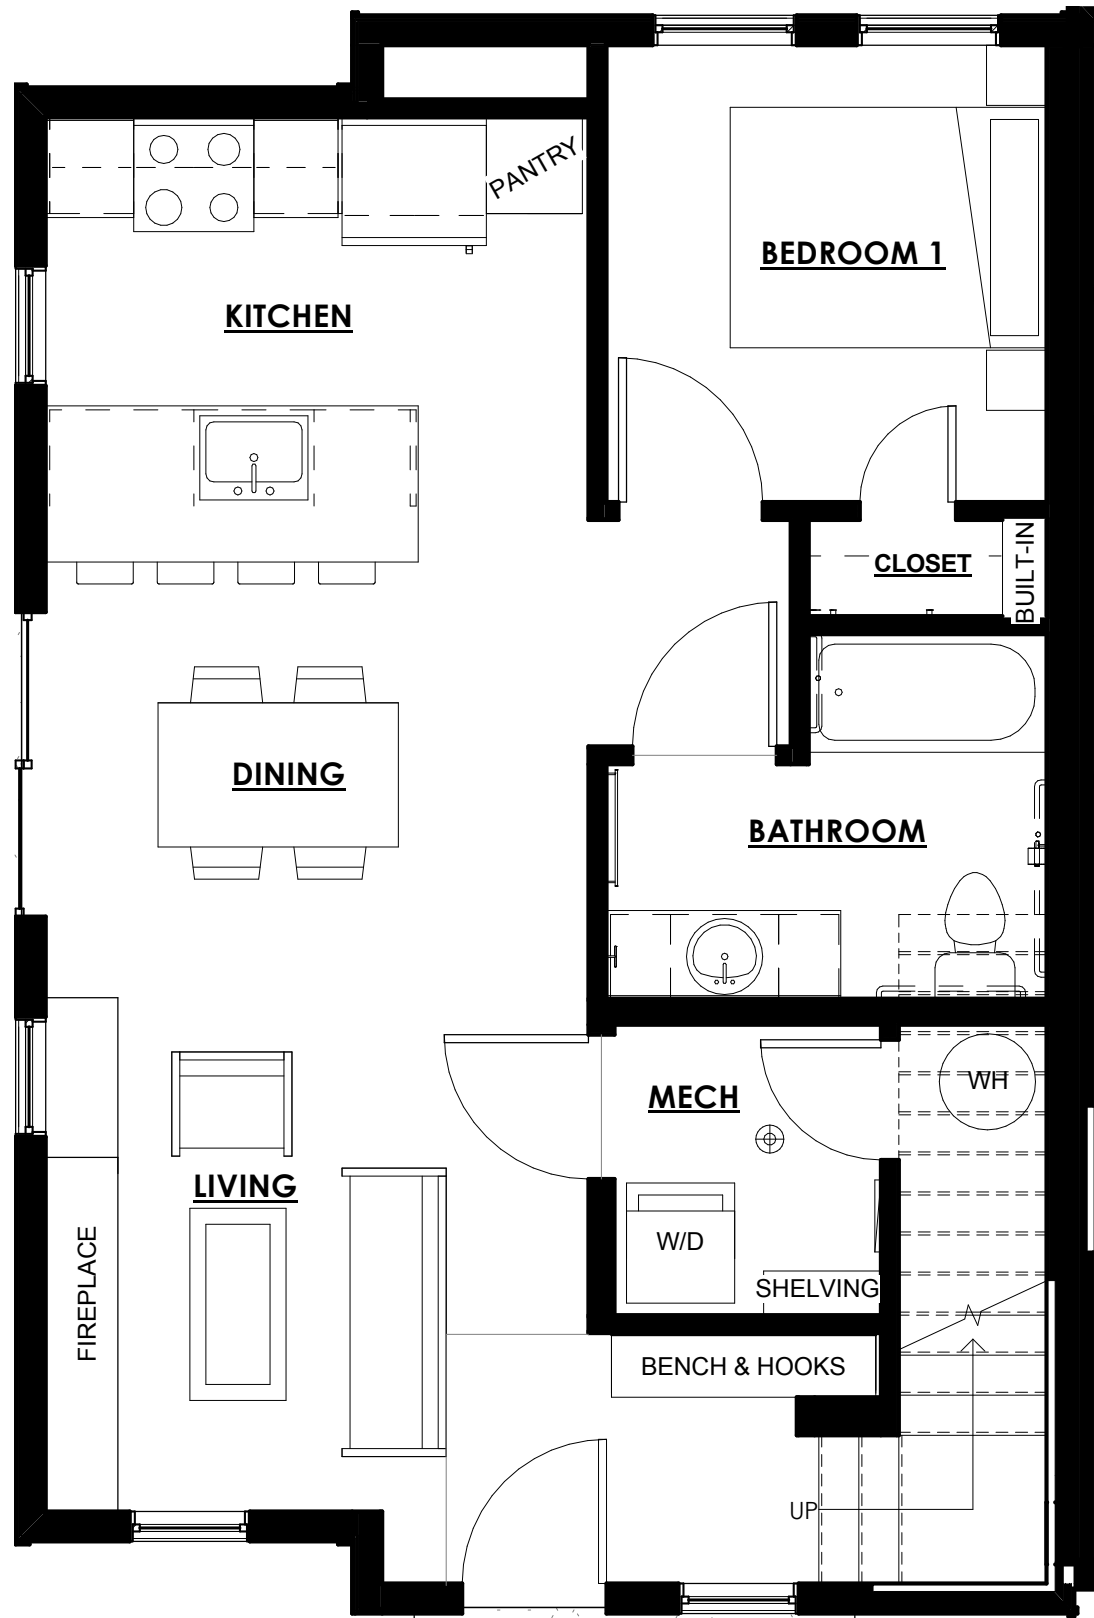 PANTRY
BEDROOM 1
KITCHEN
CLOSET
BUILT-IN
DINING
BATHROOM
MECH
WH
LIVING
W/D
FIREPLACE
SHELVING
BENCH & HOOKS
UP